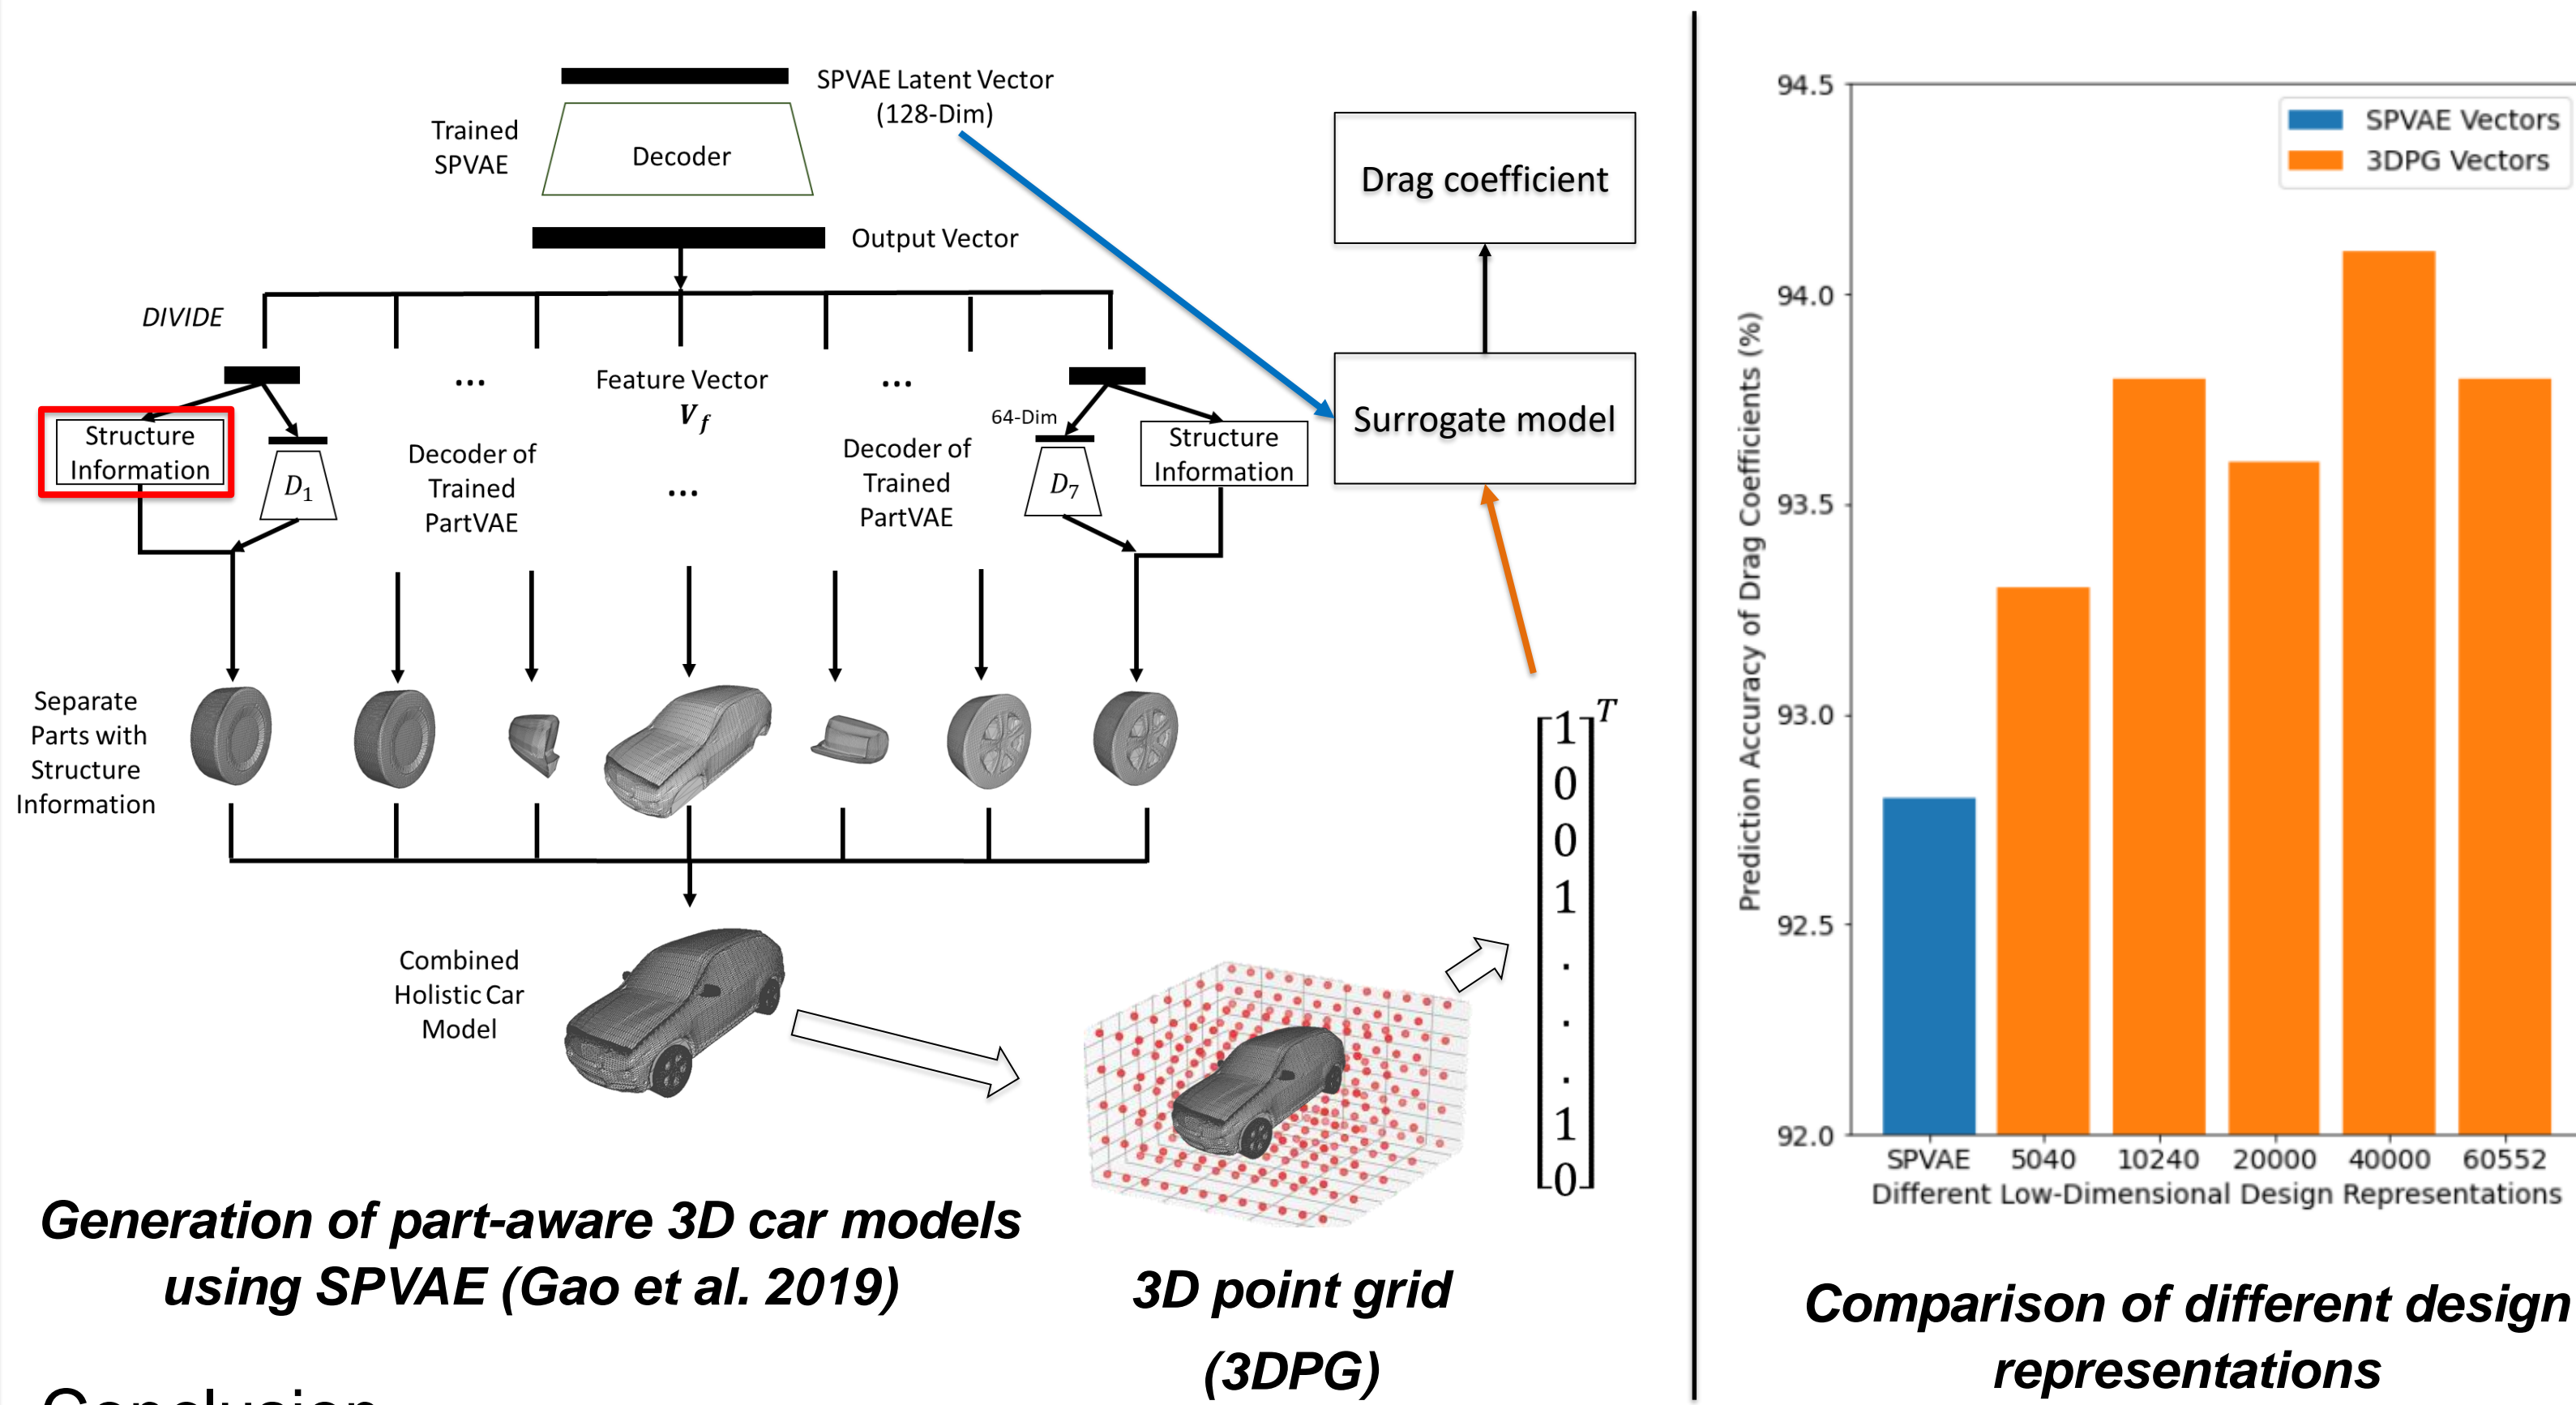 SPVAE Latent Vector
(128-Dim)
Trained
SPVAE
Decoder
Output Vector
DIVIDE
...
Feature Vector
V_f
...
64-Dim
Structure
Information
D_1
Decoder of
Trained
PartVAE
...
Decoder of
Trained
PartVAE
D_7
Structure
Information
Separate
Parts with
Structure
Information
Combined
Holistic Car
Model
Generation of part-aware 3D car models
using SPVAE (Gao et al. 2019)
Drag coefficient
Surrogate model
T
1
0
0
1
.
.
.
1
0
3D point grid
(3DPG)
94.5
94.0
93.5
93.0
92.5
92.0
Prediction Accuracy of Drag Coefficients (%)
SPVAE Vectors
3DPG Vectors
SPVAE 5040 10240 20000 40000 60552
Different Low-Dimensional Design Representations
Comparison of different design
representations
Conclusion